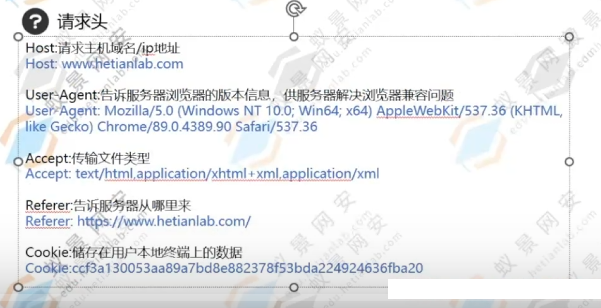 请求头
Host:请求主机域名/ip地址
Host: www.hetianlab.com
User-Agent:告诉服务器浏览器的版本信息，供服务器解决浏览器兼容问题
User-Agent: Mozilla/5.0 (Windows NT 10.0; Win64; x64) AppleWebKit/537.36 (KHTML,
like Gecko) Chrome/89.0.4389.90 Safari/537.36
Accept:传输文件类型
Accept: text/html,application/xhtml+xml,application/xml
Referer:告诉服务器从哪里来
Referer: https://www.hetianlab.com/
Cookie:储存在用户本地终端上的数据
Cookie:ccf3a130053aa89a7bd8e882378f53bda224924636fba20
蚁景网安